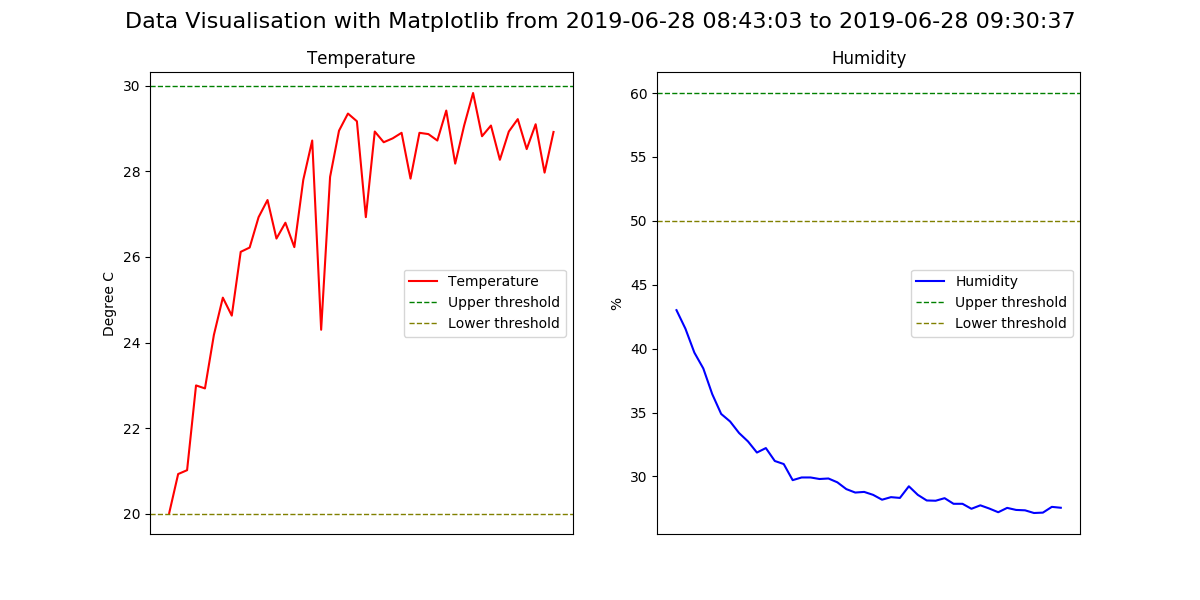 Data Visualisation with Matplotlib from 2019-06-28 08:43:03 to 2019-06-28 09:30:37
Temperature
30
28
26
24
22
20
Degree C
Temperature
Upper threshold
Lower threshold
Humidity
60
55
50
45
40
35
30
%
Humidity
Upper threshold
Lower threshold